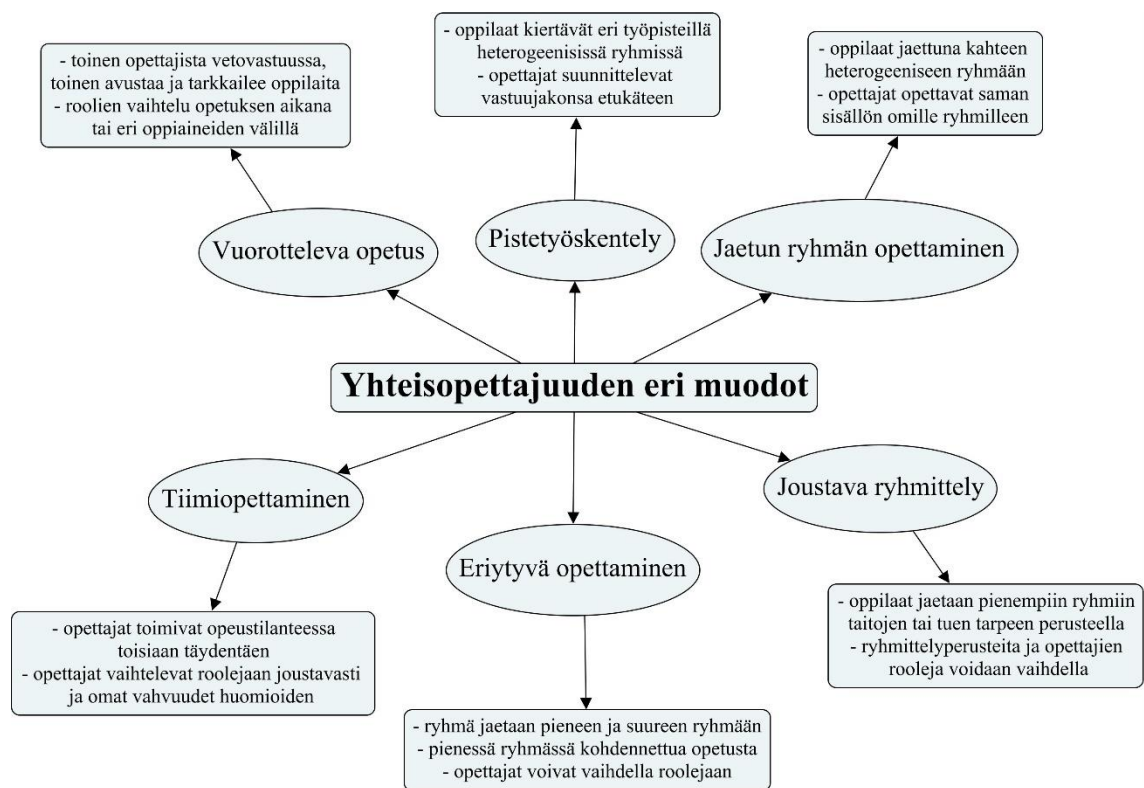 - toinen opettajista vetovastuussa,
toinen avustaa ja tarkkailee oppilaita
- roolien vaihtelu opetuksen aikana
tai eri oppiaineiden välillä
- oppilaat kiertävät eri työpisteillä
heterogeenisissä ryhmissä
- opettajat suunnittelevat
vastuujakonsa etukäteen
- oppilaat jaettuna kahteen
heterogeeniseen ryhmään
- opettajat opettavat saman
sisällön omille ryhmilleen
Vuorotteleva opetus
Pistetyöskentely
Jaetun ryhmän opettaminen
Yhteisopettajuuden eri muodot
Tiimiopettaminen
Eriytyvä opettaminen
Joustava ryhmittely
- opettajat toimivat opeustilanteessa
toisiaan täydentäen
- opettajat vaihtelevat roolejaan joustavasti
ja omat vahvuudet huomioiden
- ryhmä jaetaan pieneen ja suureen ryhmään
- pienessä ryhmässä kohdennettua opetusta
- opettajat voivat vaihdella roolejaan
- oppilaat jaetaan pienempiin ryhmiin
taitojen tai tuen tarpeen perusteella
- ryhmittelyperusteita ja opettajien
rooleja voidaan vaihdella